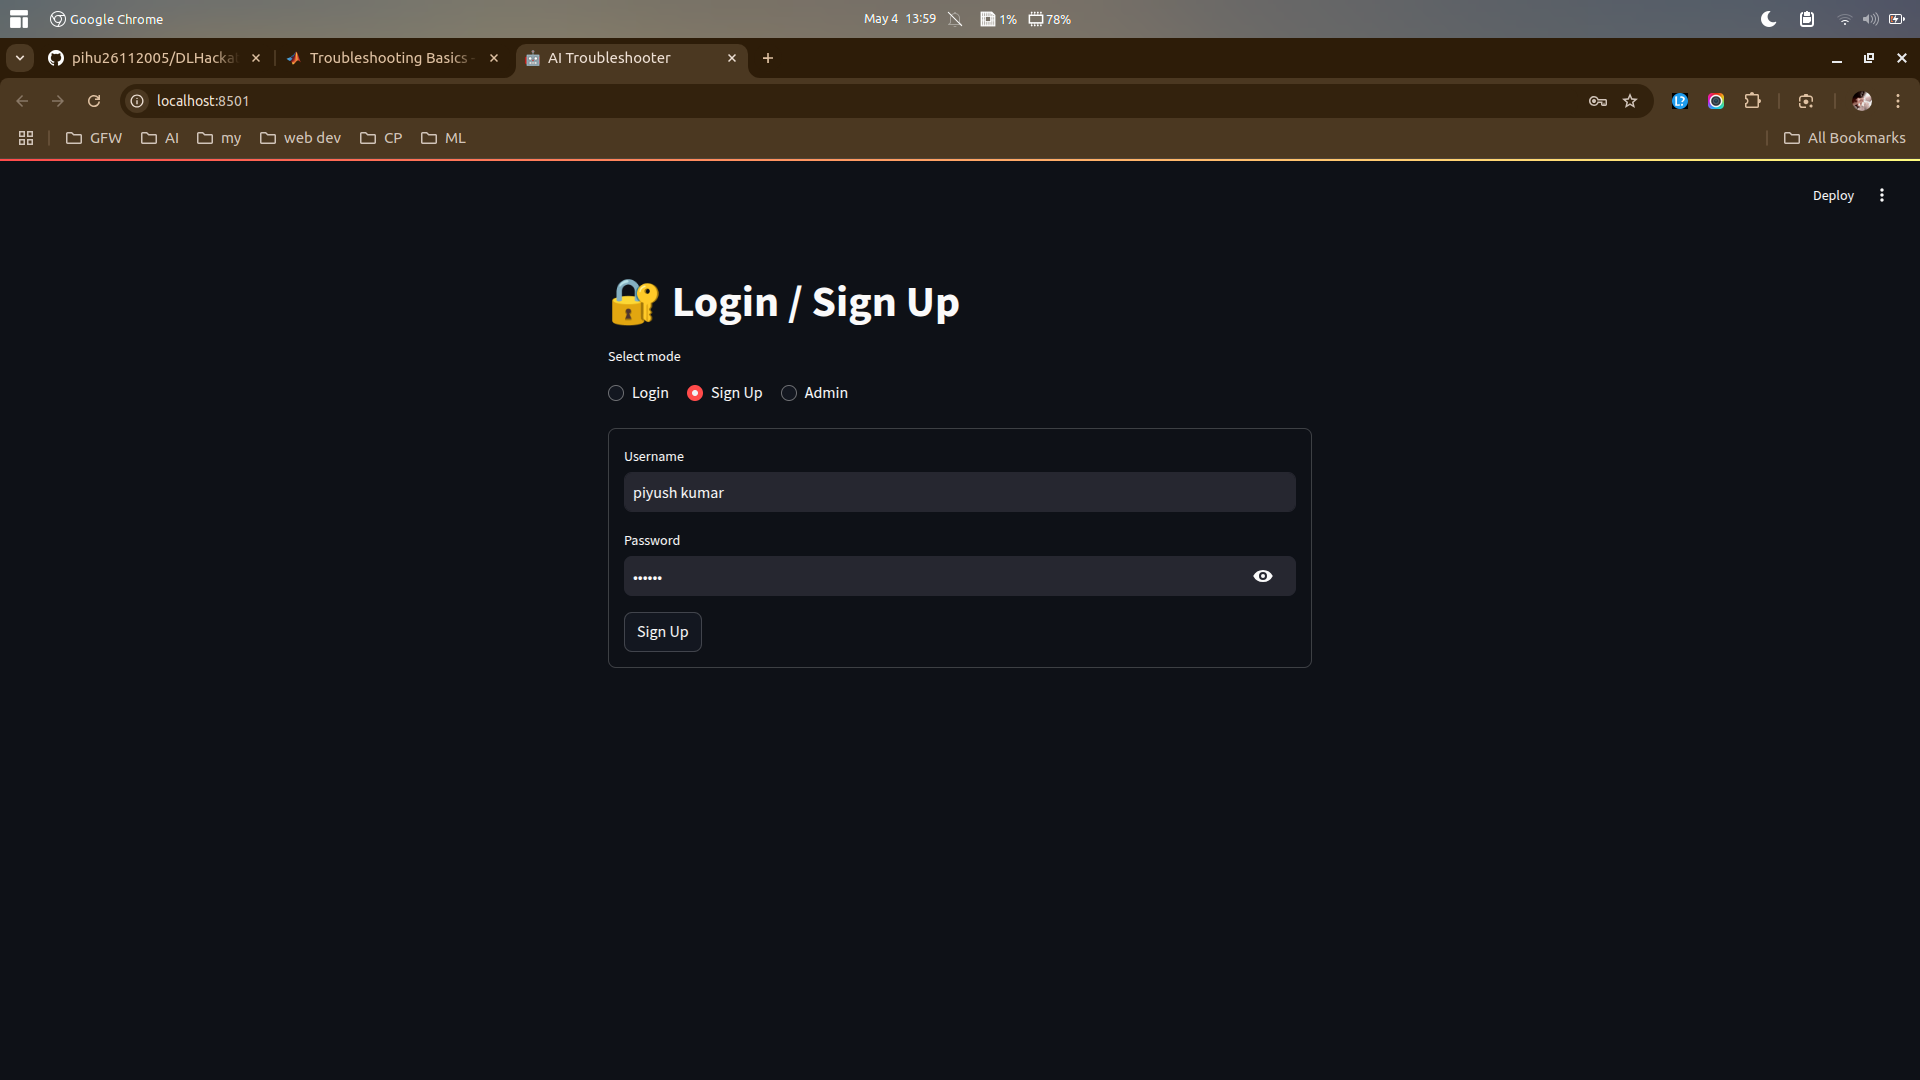 Google Chrome
May 4 13:59
1%
78%
pihu26112005/DLHacka
Troubleshooting Basics
AI Troubleshooter
localhost:8501
GFW
AI
my
web dev
CP
ML
All Bookmarks
Deploy
Login / Sign Up
Select mode
Login
Sign Up
Admin
Username
piyush kumar
Password
••••••
Sign Up